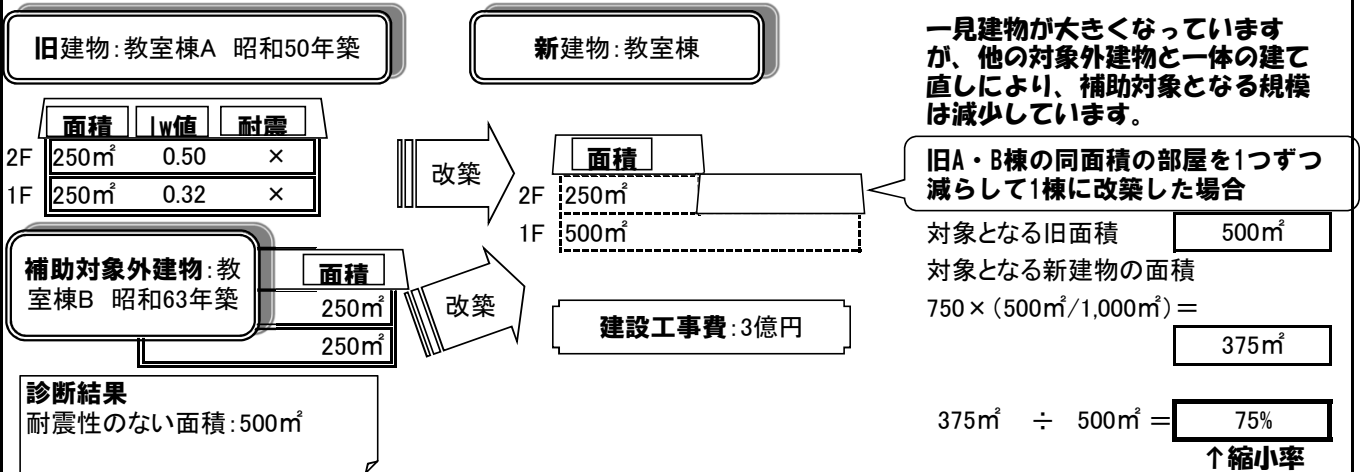 旧建物：教室棟A　昭和50年築
面積　Iw値　耐震
2F　250㎡　0.50　×
1F　250㎡　0.32　×
補助対象外建物：教
室棟B　昭和63年築
面積
250㎡
250㎡
診断結果
耐震性のない面積：500㎡
改築
改築
新建物：教室棟
面積
2F　250㎡
1F　500㎡
建設工事費：3億円
一見建物が大きくなっています
が、他の対象外建物と一体の建て
直しにより、補助対象となる規模
は減少しています。
旧A・B棟の同面積の部屋を1つずつ
減らして1棟に改築した場合
対象となる旧面積　500㎡
対象となる新建物の面積
750×（500㎡/1,000㎡）＝
375㎡
375㎡　÷　500㎡＝　75%
↑縮小率